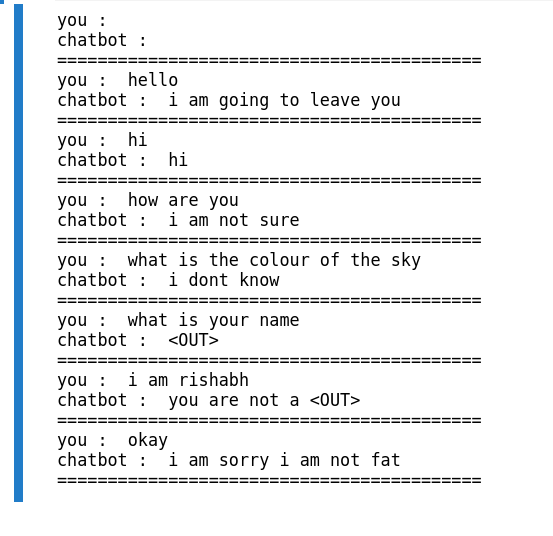 you :
chatbot :
==========================================
you :  hello
chatbot :  i am going to leave you
==========================================
you :  hi
chatbot :  hi
==========================================
you :  how are you
chatbot :  i am not sure
==========================================
you :  what is the colour of the sky
chatbot :  i dont know
==========================================
you :  what is your name
chatbot :  <OUT>
==========================================
you :  i am rishabh
chatbot :  you are not a <OUT>
==========================================
you :  okay
chatbot :  i am sorry i am not fat
==========================================